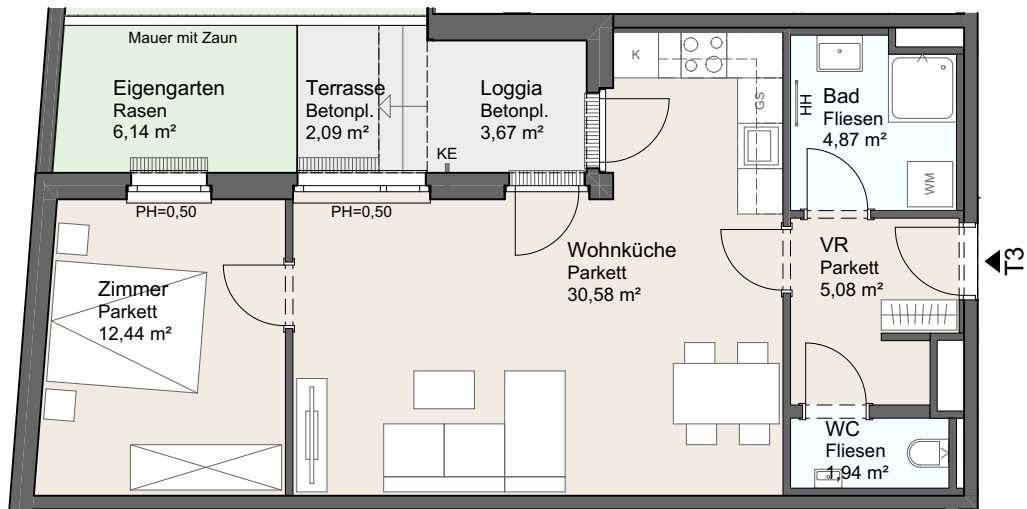 Mauer mit Zaun
Eigengarten
Rasen
6,14 m²
Terrasse
Betonpl.
2,09 m²
Loggia
Betonpl.
3,67 m²
KE
K
GS
HH
Bad
Fliesen
4,87 m²
WM
PH=0,50
PH=0,50
Zimmer
Parkett
12,44 m²
Wohnküche
Parkett
30,58 m²
VR
Parkett
5,08 m²
T3
WC
Fliesen
1,94 m²